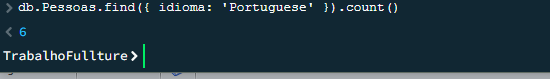 > db.Pessoas.find({ idioma: 'Portuguese' }).count()
< 6
TrabalhoFullture>